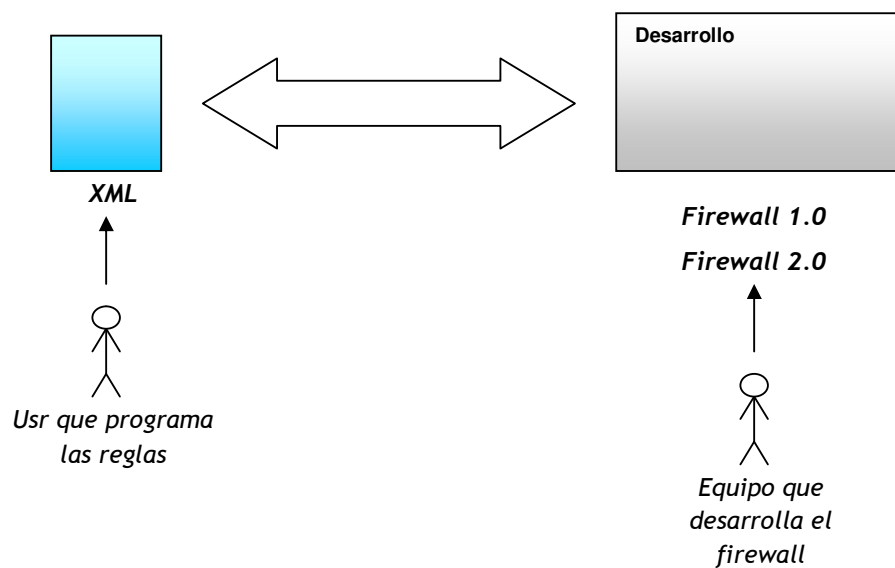 Desarrollo
XML
Firewall 1.0
Firewall 2.0
Usr que programa
las reglas
Equipo que
desarrolla el
firewall